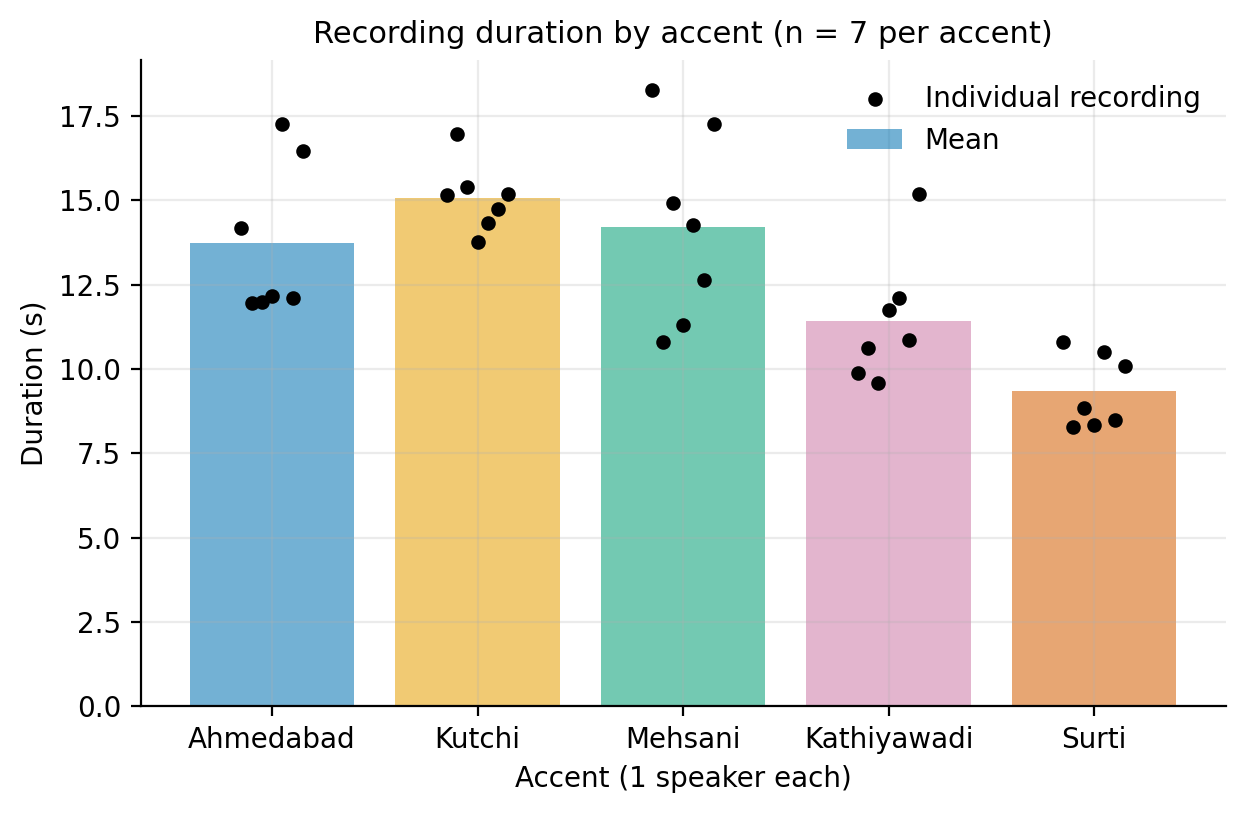 Recording duration by accent (n = 7 per accent)
Individual recording
Mean
Duration (s)
17.5
15.0
12.5
10.0
7.5
5.0
2.5
0.0
Ahmedabad
Kutchi
Mehsani
Kathiyawadi
Surti
Accent (1 speaker each)